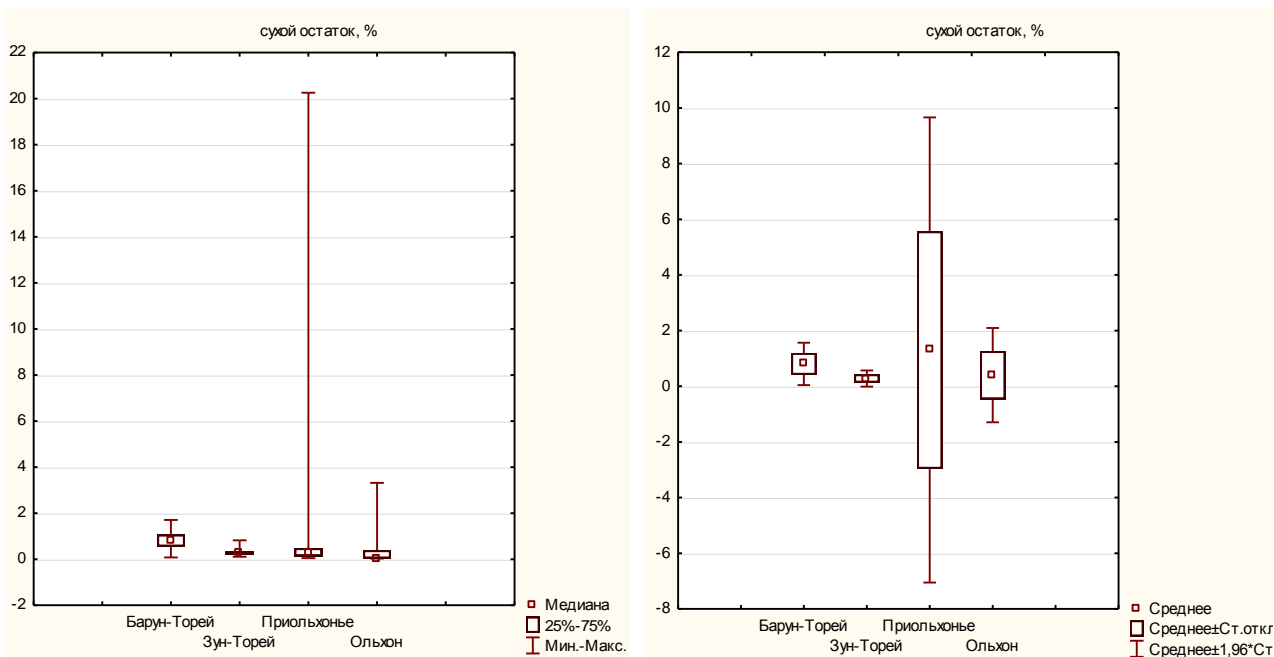 сухой остаток, %
22
20
18
16
14
12
10
8
6
4
2
0
-2
Барун-Торей
Зун-Торей
Приольхонье
Ольхон
Медиана
25%-75%
Мин.-Макс.
сухой остаток, %
12
10
8
6
4
2
0
-2
-4
-6
-8
Барун-Торей
Зун-Торей
Приольхонье
Ольхон
Среднее
Среднее±Ст.откл
Среднее±1,96*Ст